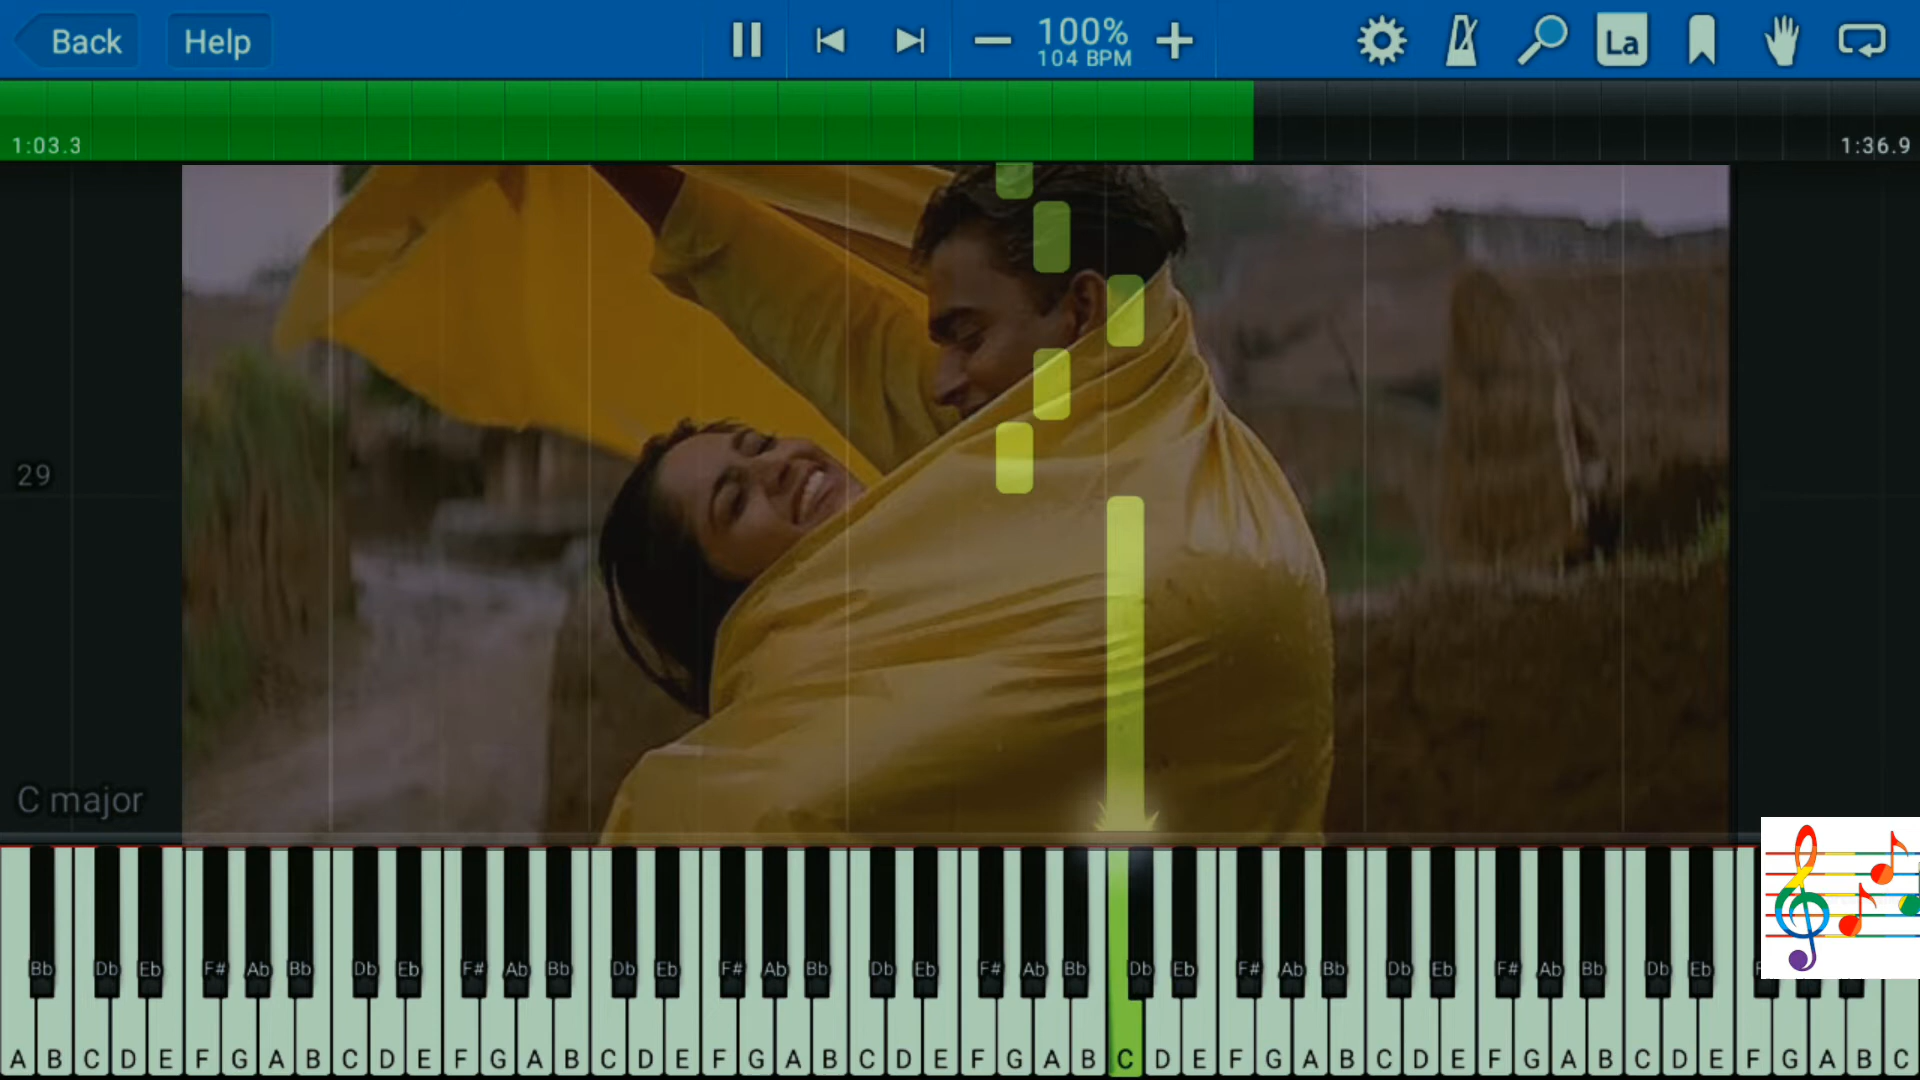 Back Help 100% La
104 BPM
1:03.3 1:36.9
29
C major
Bb Db Eb F# Ab Bb Db Eb F# Ab Bb Db Eb F# Ab Bb Db Eb F# Ab Bb Db Eb F# Ab Bb Db Eb F# Ab Bb Db Eb
A B C D E F G A B C D E F G A B C D E F G A B C D E F G A B C D E F G A B C D E F G A B C D E F G A B C